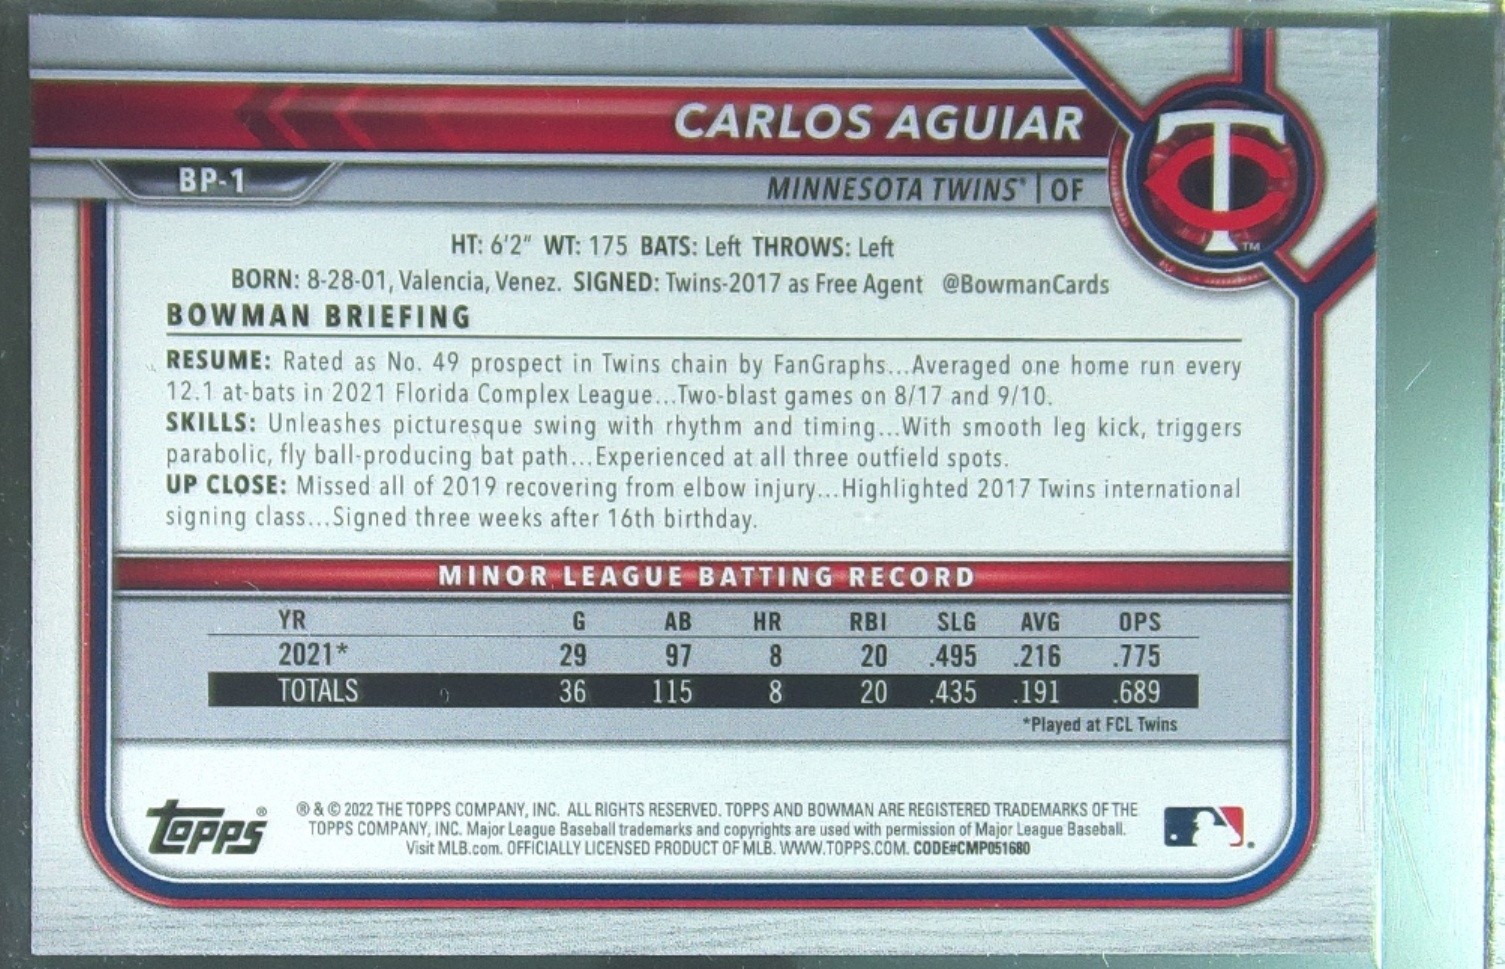 CARLOS AGUIAR
BP-1
MINNESOTA TWINS® | OF
TC
™
HT: 6'2" WT: 175 BATS: Left THROWS: Left
BORN: 8-28-01, Valencia, Venez. SIGNED: Twins-2017 as Free Agent @BowmanCards
BOWMAN BRIEFING
RESUME: Rated as No. 49 prospect in Twins chain by FanGraphs...Averaged one home run every
12.1 at-bats in 2021 Florida Complex League...Two-blast games on 8/17 and 9/10.
SKILLS: Unleashes picturesque swing with rhythm and timing...With smooth leg kick, triggers
parabolic, fly ball-producing bat path...Experienced at all three outfield spots.
UP CLOSE: Missed all of 2019 recovering from elbow injury...Highlighted 2017 Twins international
signing class...Signed three weeks after 16th birthday.
MINOR LEAGUE BATTING RECORD
YR G AB HR RBI SLG AVG OPS
2021* 29 97 8 20 .495 .216 .775
TOTALS 36 115 8 20 .435 .191 .689
*Played at FCL Twins
TOPPS®
® & © 2022 THE TOPPS COMPANY, INC. ALL RIGHTS RESERVED. TOPPS AND BOWMAN ARE REGISTERED TRADEMARKS OF THE
TOPPS COMPANY, INC. Major League Baseball trademarks and copyrights are used with permission of Major League Baseball.
Visit MLB.com. OFFICIALLY LICENSED PRODUCT OF MLB. WWW.TOPPS.COM. CODE#CMP051680